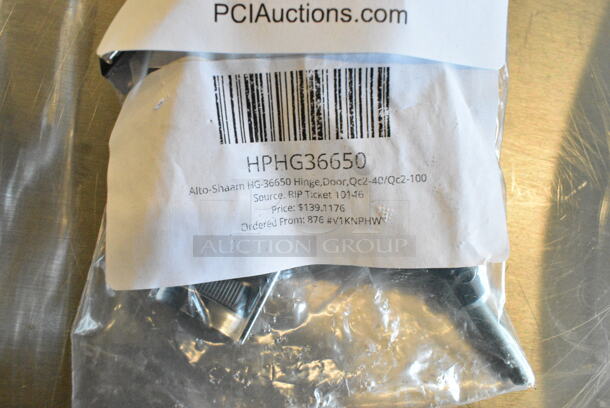 PCIAuctions.com
HPHG36650
Alto-Shaam HG-36650 Hinge,Door,Qc2-40/Qc2-100
Source: RIP Ticket 10146
Price: $139.1176
Ordered From: 876 #V1KNPHW
AUCTION GROUP